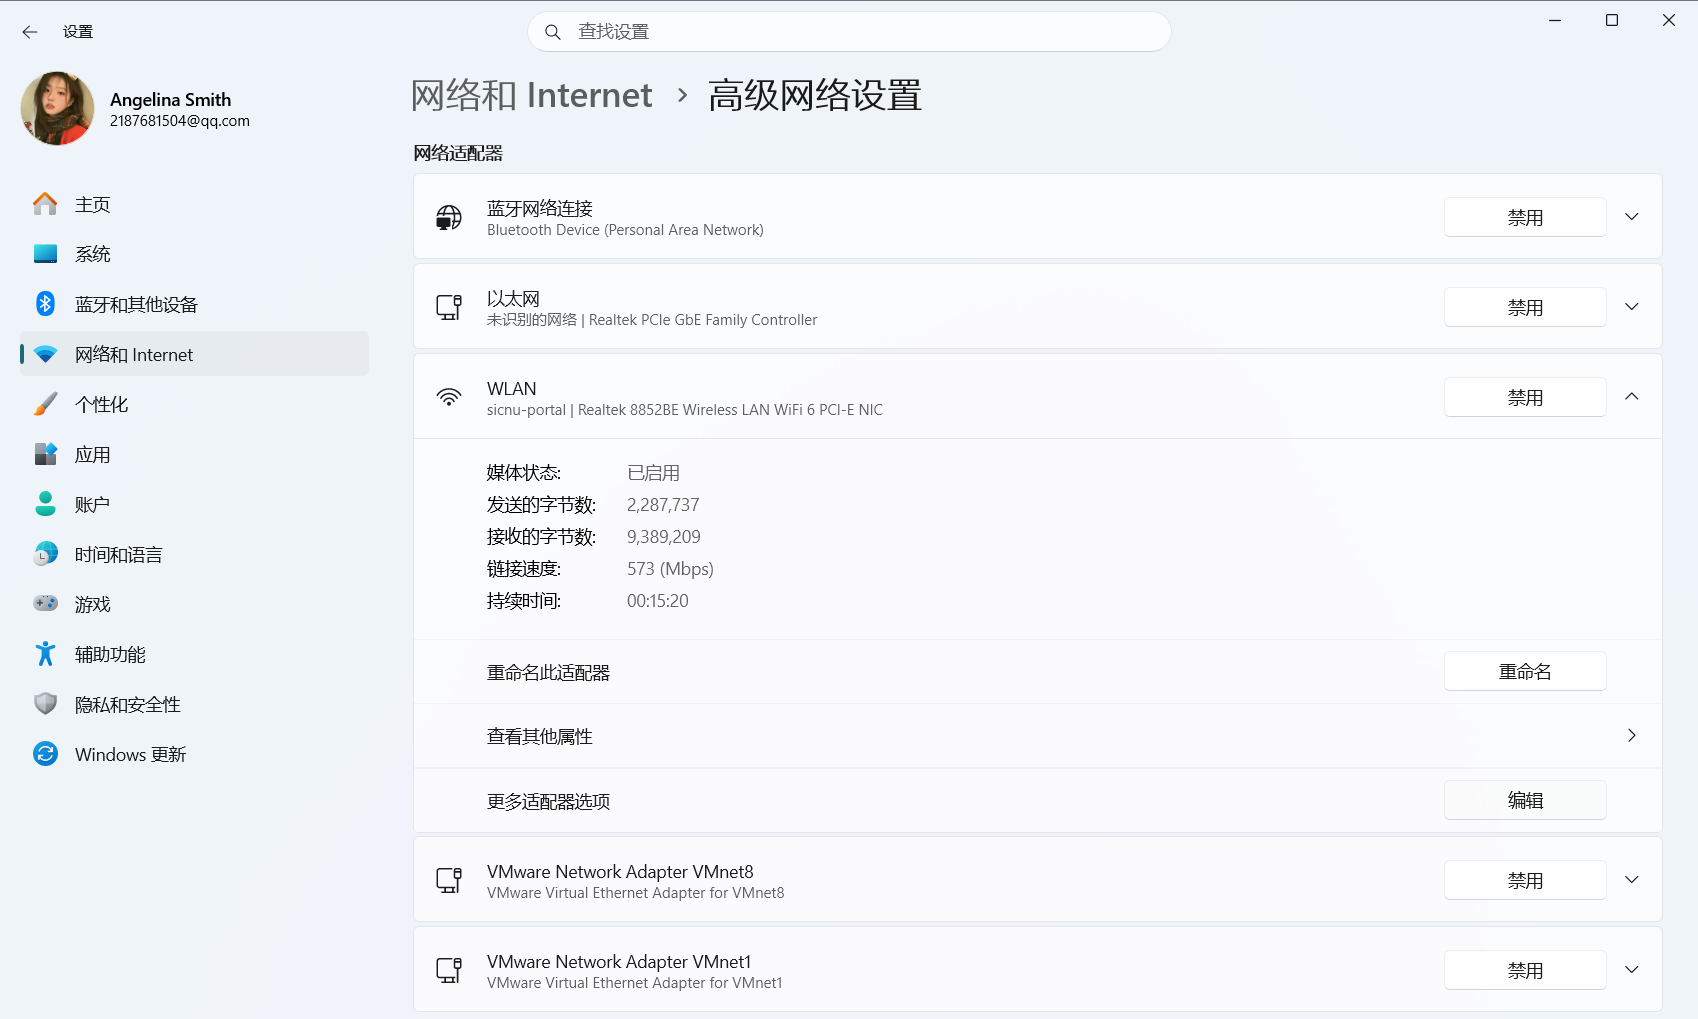 设置
查找设置
Angelina Smith
2187681504@qq.com
主页
系统
蓝牙和其他设备
网络和 Internet
个性化
应用
账户
时间和语言
游戏
辅助功能
隐私和安全性
Windows 更新
网络和 Internet › 高级网络设置
网络适配器
蓝牙网络连接
Bluetooth Device (Personal Area Network)
禁用
以太网
未识别的网络 | Realtek PCIe GbE Family Controller
禁用
WLAN
sicnu-portal | Realtek 8852BE Wireless LAN WiFi 6 PCI-E NIC
禁用
媒体状态: 已启用
发送的字节数: 2,287,737
接收的字节数: 9,389,209
链接速度: 573 (Mbps)
持续时间: 00:15:20
重命名此适配器
重命名
查看其他属性
更多适配器选项
编辑
VMware Network Adapter VMnet8
VMware Virtual Ethernet Adapter for VMnet8
禁用
VMware Network Adapter VMnet1
VMware Virtual Ethernet Adapter for VMnet1
禁用